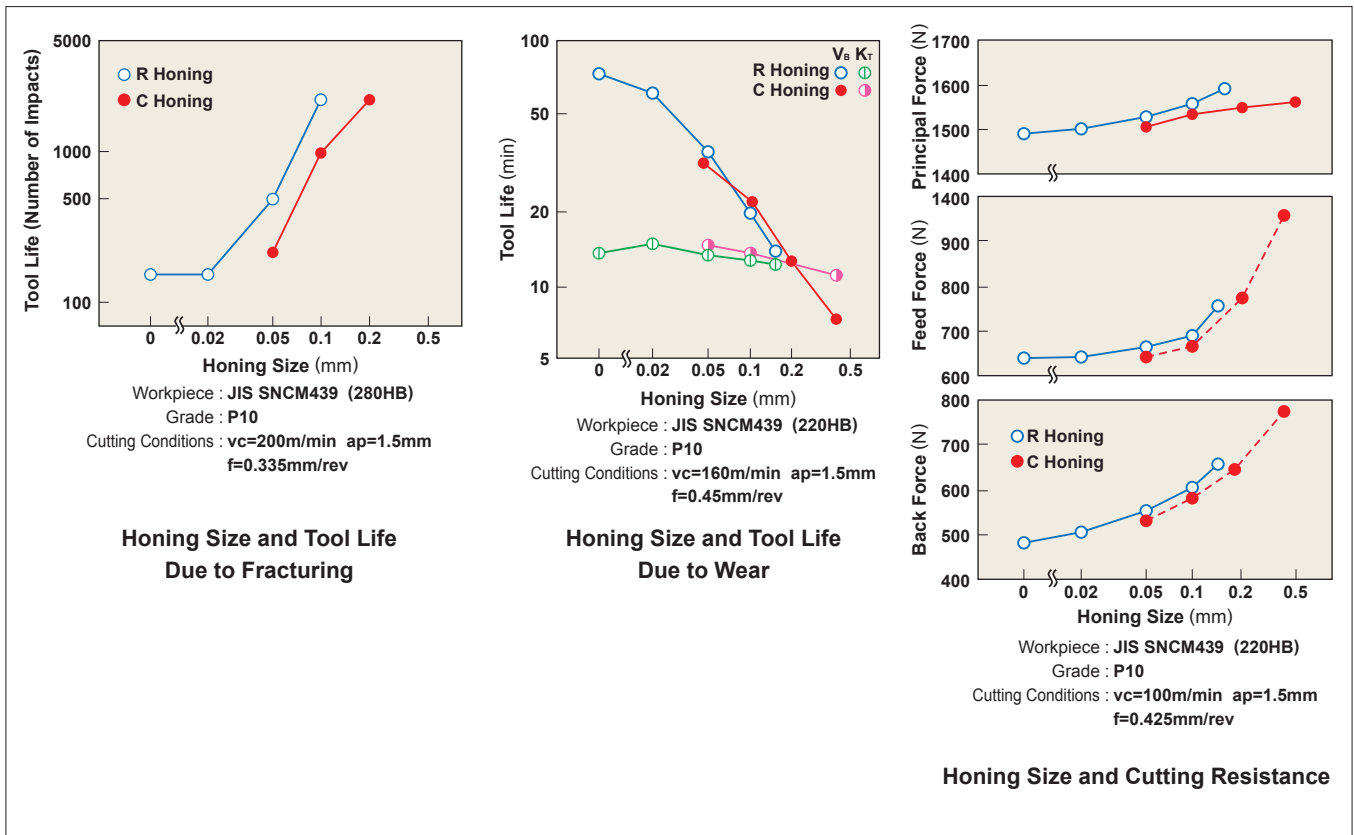 Tool Life (Number of Impacts)
5000
1000
500
100
R Honing
C Honing
0
0.02
0.05
0.1
0.2
0.5
Honing Size (mm)
Workpiece : JIS SNCM439 (280HB)
Grade : P10
Cutting Conditions : vc=200m/min ap=1.5mm
f=0.335mm/rev
Honing Size and Tool Life
Due to Fracturing
Tool Life (min)
100
50
20
10
5
VB KT
R Honing
C Honing
0
0.02
0.05
0.1
0.2
0.5
Honing Size (mm)
Workpiece : JIS SNCM439 (220HB)
Grade : P10
Cutting Conditions : vc=160m/min ap=1.5mm
f=0.45mm/rev
Honing Size and Tool Life
Due to Wear
Principal Force (N)
1700
1600
1500
1400
Feed Force (N)
1400
900
800
700
600
Back Force (N)
800
700
600
500
400
R Honing
C Honing
0
0.02
0.05
0.1
0.2
0.5
Honing Size (mm)
Workpiece : JIS SNCM439 (220HB)
Grade : P10
Cutting Conditions : vc=100m/min ap=1.5mm
f=0.425mm/rev
Honing Size and Cutting Resistance